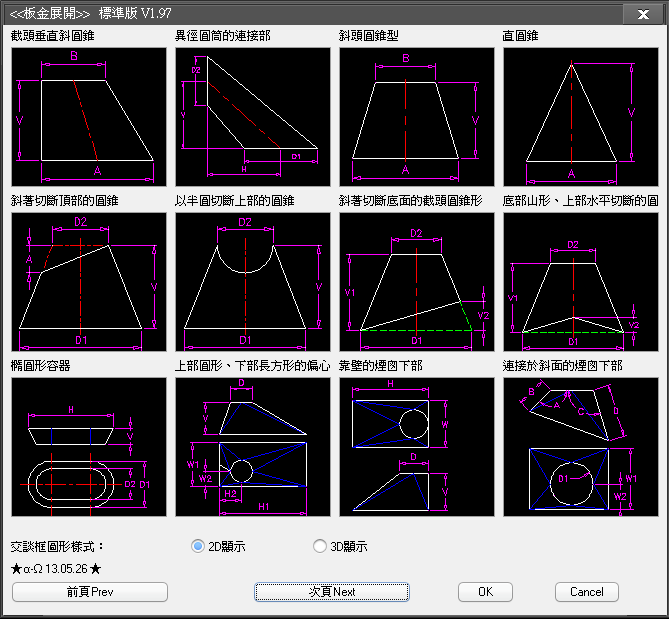 <<板金展開>> 標準版 V1.97
截頭垂直斜圓錐
異徑圓筒的連接部
斜頭圓錐型
直圓錐
B
V
A
D2
V
H
D1
B
V
A
V
A
斜著切斷頂部的圓錐
以半圓切斷上部的圓錐
斜著切斷底面的截頭圓錐形
底部山形、上部水平切斷的圓
D2
A
V
D1
D2
V
D1
D2
V1
V2
D1
D2
V1
V2
D1
橢圓形容器
上部圓形、下部長方形的偏心
靠壁的煙囪下部
連接於斜面的煙囪下部
H
V
D2
D1
D
V
W1
W2
H2
H1
H
W
D
V
B
A
C
D
D1
W1
W2
交談框圖形樣式：
2D顯示
3D顯示
★α-Ω 13.05.26★
前頁Prev
次頁Next
OK
Cancel